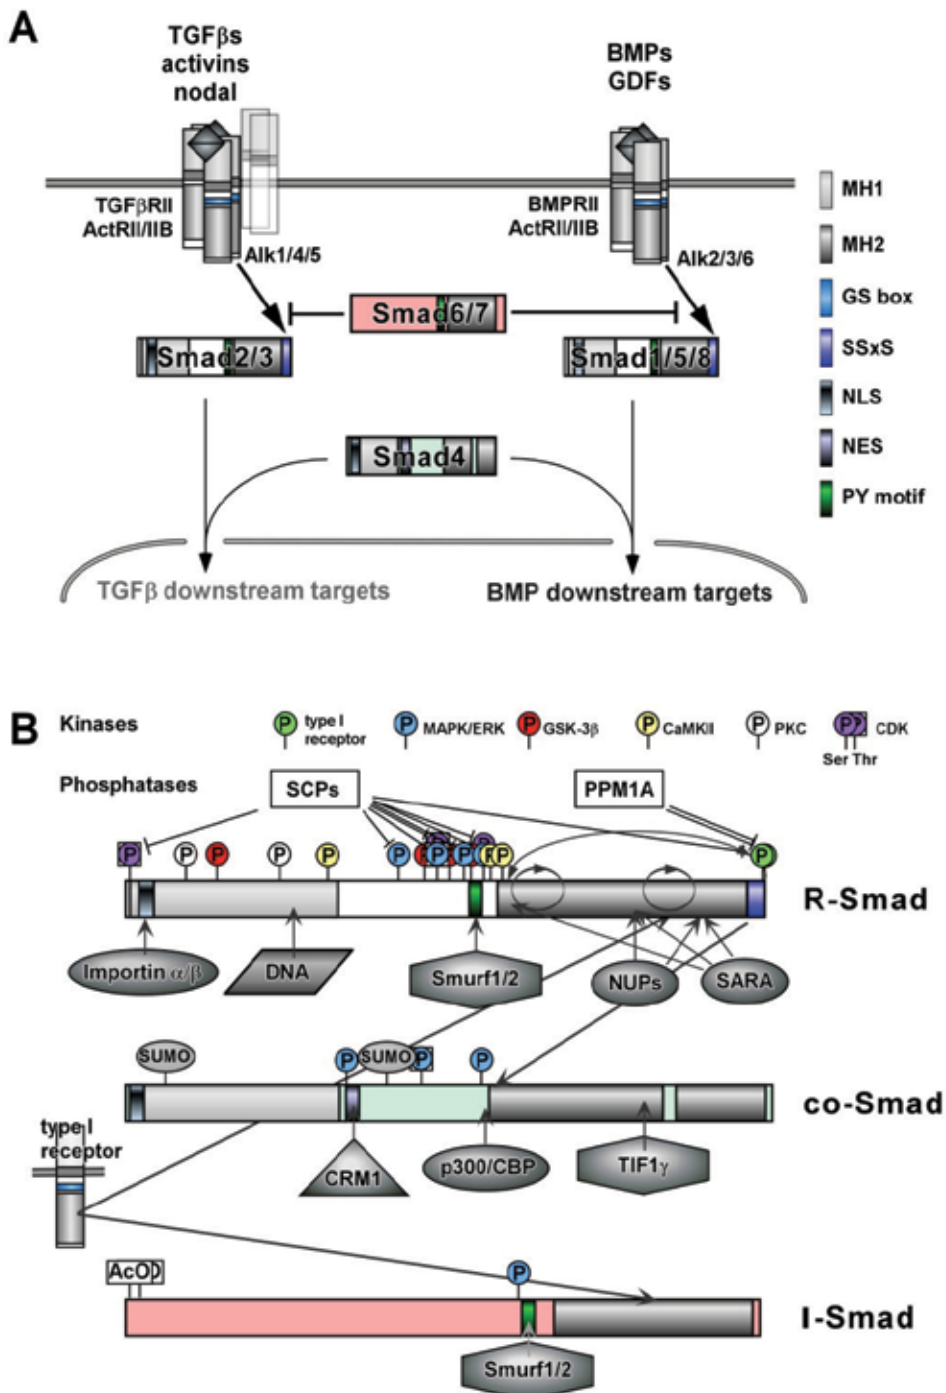 A
TGFβs
activins
nodal
BMPs
GDFs
TGFβRII
ActRII/IIB
Alk1/4/5
BMPRII
ActRII/IIB
Alk2/3/6
MH1
MH2
GS box
SSxS
NLS
NES
PY motif
Smad6/7
Smad2/3
Smad1/5/8
Smad4
TGFβ downstream targets
BMP downstream targets
B
Kinases
P type I receptor
P MAPK/ERK
P GSK-3β
P CaMKII
P PKC
P CDK
Ser Thr
Phosphatases
SCPs
PPM1A
P P P P P P P P P P P P
R-Smad
Importin α/β
DNA
Smurf1/2
NUPs
SARA
SUMO
P
SUMO
P
P
co-Smad
type I
receptor
CRM1
p300/CBP
TIF1γ
AcO
P
I-Smad
Smurf1/2